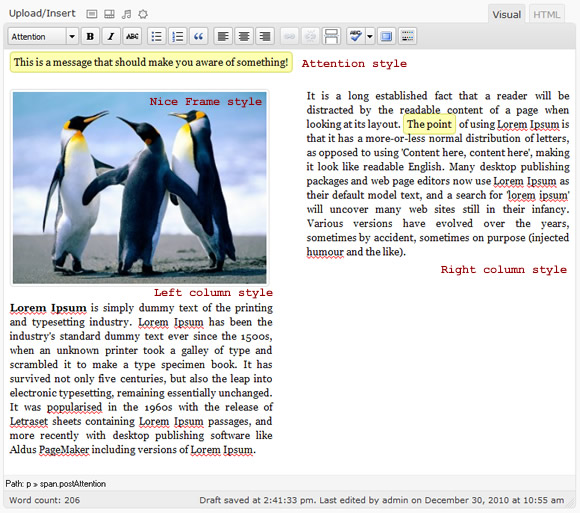 Upload/Insert
Visual
HTML
Attention
B I ABC
ABC
This is a message that should make you aware of something!
Attention style
Nice Frame style
It is a long established fact that a reader will be
distracted by the readable content of a page when
looking at its layout. The point of using Lorem Ipsum is
that it has a more-or-less normal distribution of letters,
as opposed to using 'Content here, content here', making
it look like readable English. Many desktop publishing
packages and web page editors now use Lorem Ipsum as
their default model text, and a search for 'lorem ipsum'
will uncover many web sites still in their infancy.
Various versions have evolved over the years,
sometimes by accident, sometimes on purpose (injected
humour and the like).
Right column style
Left column style
Lorem Ipsum is simply dummy text of the printing
and typesetting industry. Lorem Ipsum has been the
industry's standard dummy text ever since the 1500s,
when an unknown printer took a galley of type and
scrambled it to make a type specimen book. It has
survived not only five centuries, but also the leap into
electronic typesetting, remaining essentially unchanged.
It was popularised in the 1960s with the release of
Letraset sheets containing Lorem Ipsum passages, and
more recently with desktop publishing software like
Aldus PageMaker including versions of Lorem Ipsum.
Path: p » span.postAttention
Word count: 206
Draft saved at 2:41:33 pm. Last edited by admin on December 30, 2010 at 10:55 am